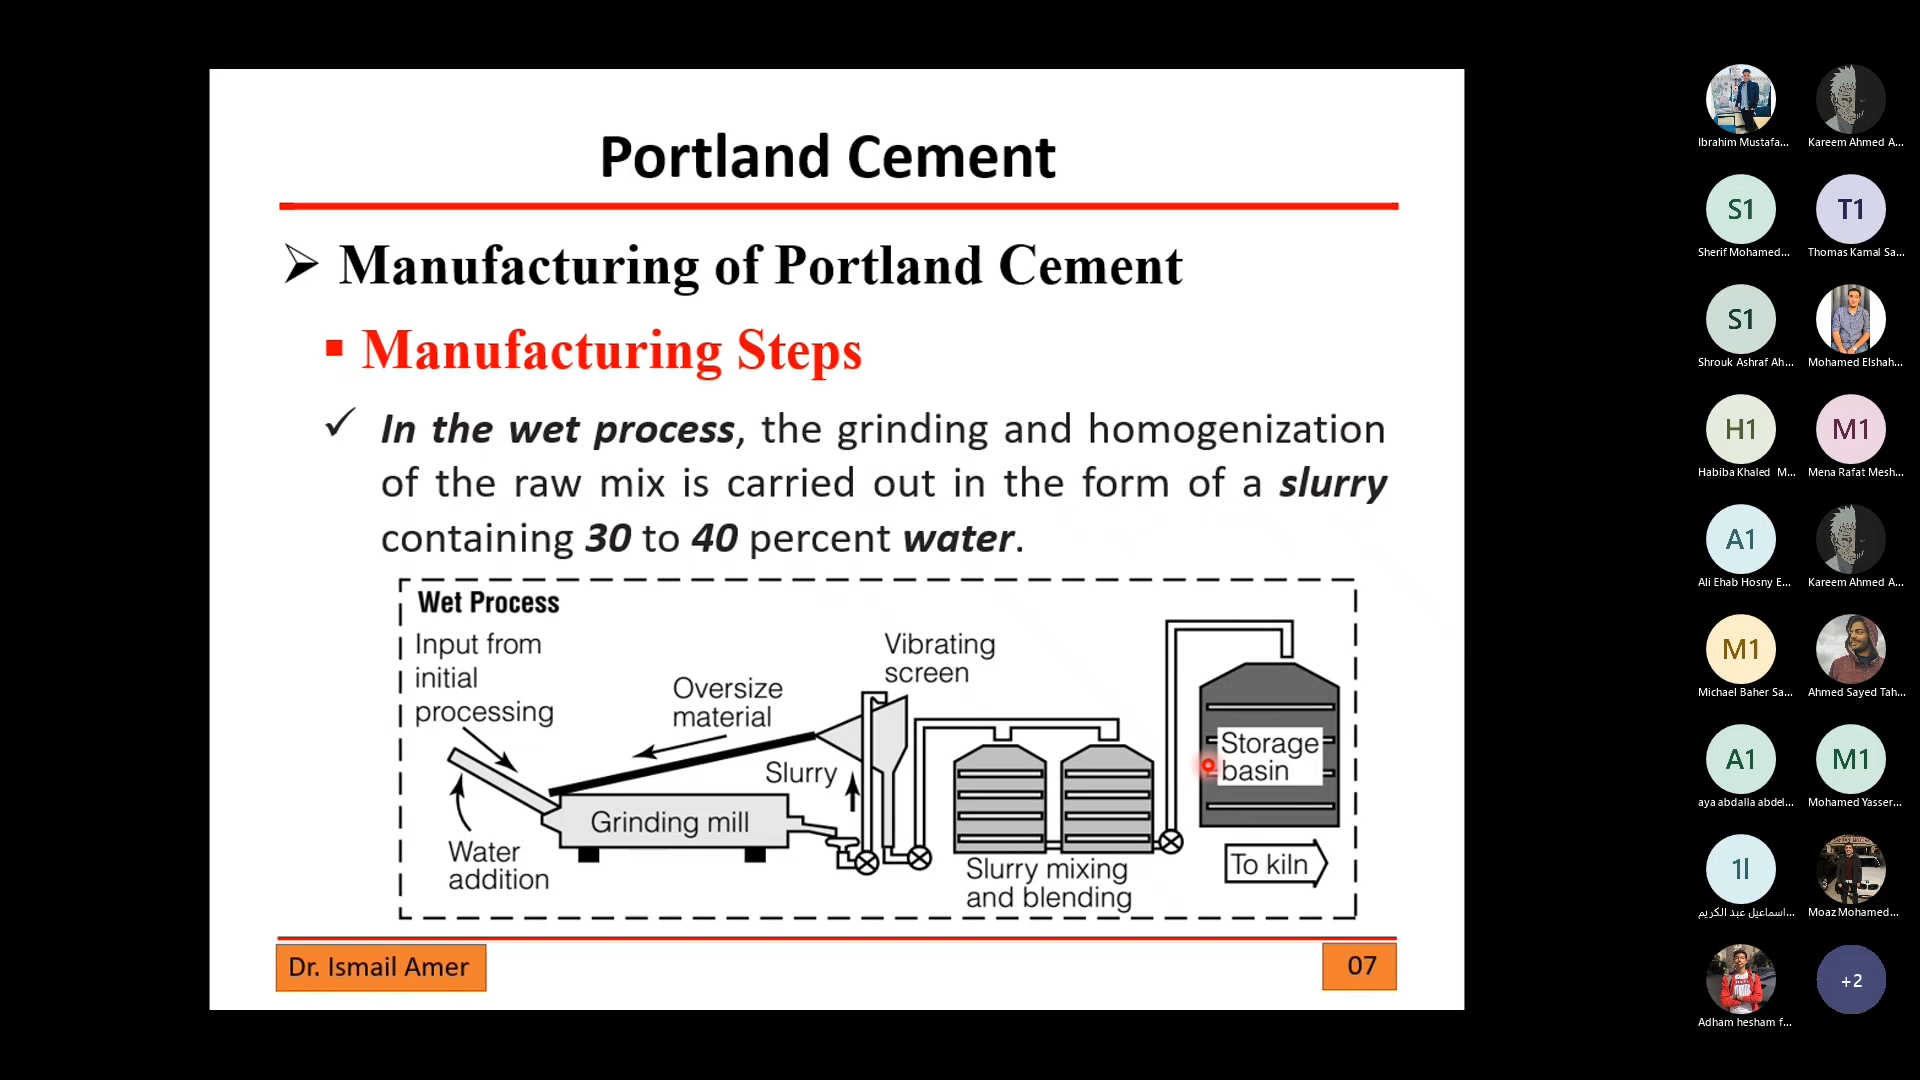 Portland Cement
➢ Manufacturing of Portland Cement
▪ Manufacturing Steps
✓ In the wet process, the grinding and homogenization
of the raw mix is carried out in the form of a slurry
containing 30 to 40 percent water.
Wet Process
Input from
initial
processing
Oversize
material
Vibrating
screen
Slurry
Storage
basin
Grinding mill
Water
addition
Slurry mixing
and blending
To kiln
Dr. Ismail Amer
07
Ibrahim Mustafa...
Kareem Ahmed A...
S1
T1
Sherif Mohamed...
Thomas Kamal Sa...
S1
Shrouk Ashraf Ah...
Mohamed Elshah...
H1
M1
Habiba Khaled M...
Mena Rafat Mesh...
A1
Ali Ehab Hosny E...
Kareem Ahmed A...
M1
Michael Baher Sa...
Ahmed Sayed Tah...
A1
M1
aya abdalla abdel...
Mohamed Yasser...
1ا
اسماعيل عبد الكريم...
Moaz Mohamed...
+2
Adham hesham f...